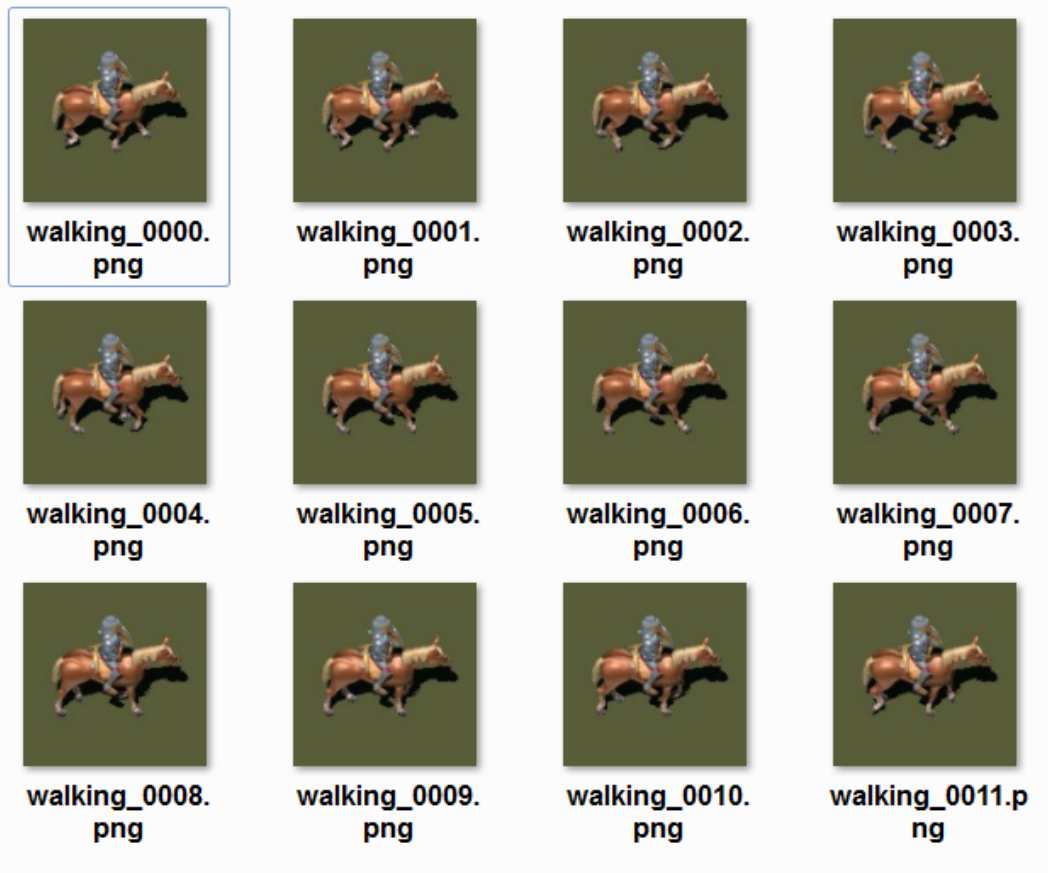 walking_0000.
png
walking_0001.
png
walking_0002.
png
walking_0003.
png
walking_0004.
png
walking_0005.
png
walking_0006.
png
walking_0007.
png
walking_0008.
png
walking_0009.
png
walking_0010.
png
walking_0011.p
ng